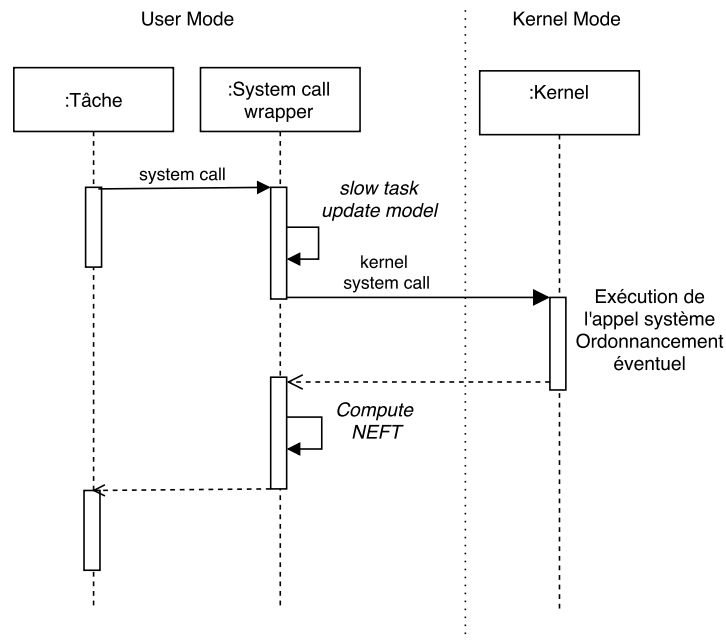 User Mode
Kernel Mode
:Tâche
:System call
wrapper
:Kernel
system call
slow task
update model
kernel
system call
Exécution de
l'appel système
Ordonnancement
éventuel
Compute
NEFT